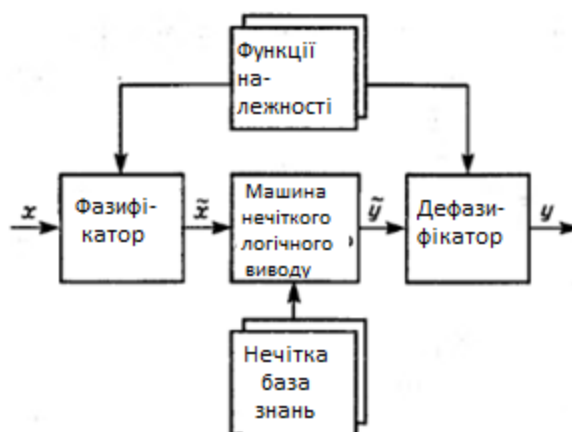 Функції
на-
лежності
x
Фазифі-
катор
x̃
Машина
нечіткого
логічного
виводу
ỹ
Дефази-
фікатор
y
Нечітка
база
знань